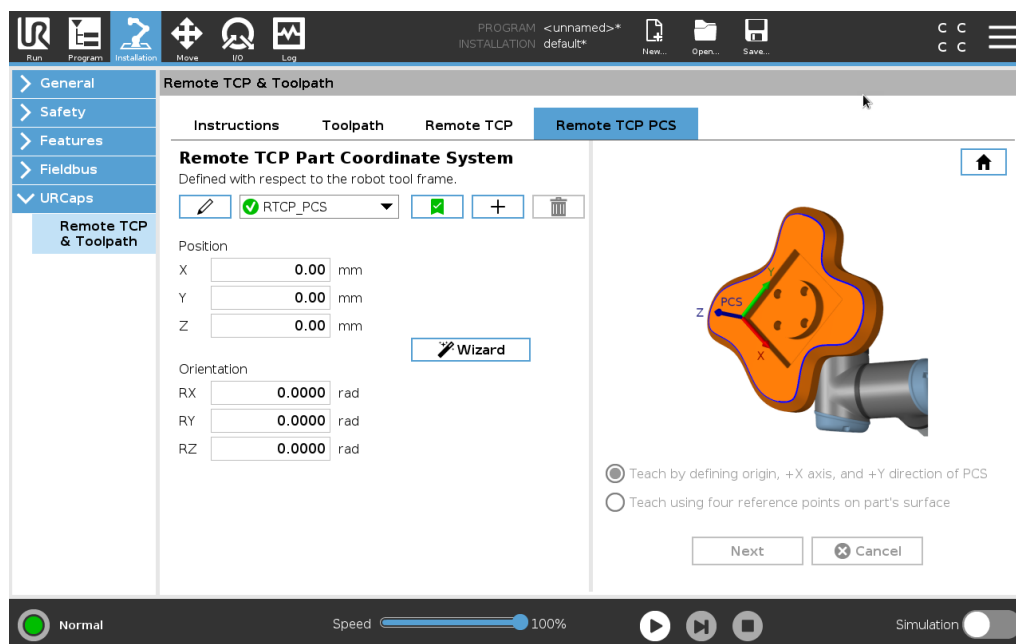 PROGRAM <unnamed>*
INSTALLATION default*
C C
C C
Run Program Installation Move I/O Log New... Open... Save...
General
Safety
Features
Fieldbus
URCaps
Remote TCP
& Toolpath
Remote TCP & Toolpath
Instructions Toolpath Remote TCP Remote TCP PCS
Remote TCP Part Coordinate System
Defined with respect to the robot tool frame.
RTCP_PCS
Position
X 0.00 mm
Y 0.00 mm
Z 0.00 mm
Wizard
Orientation
RX 0.0000 rad
RY 0.0000 rad
RZ 0.0000 rad
Y
PCS
Z
X
Teach by defining origin, +X axis, and +Y direction of PCS
Teach using four reference points on part's surface
Next Cancel
Normal Speed 100% Simulation